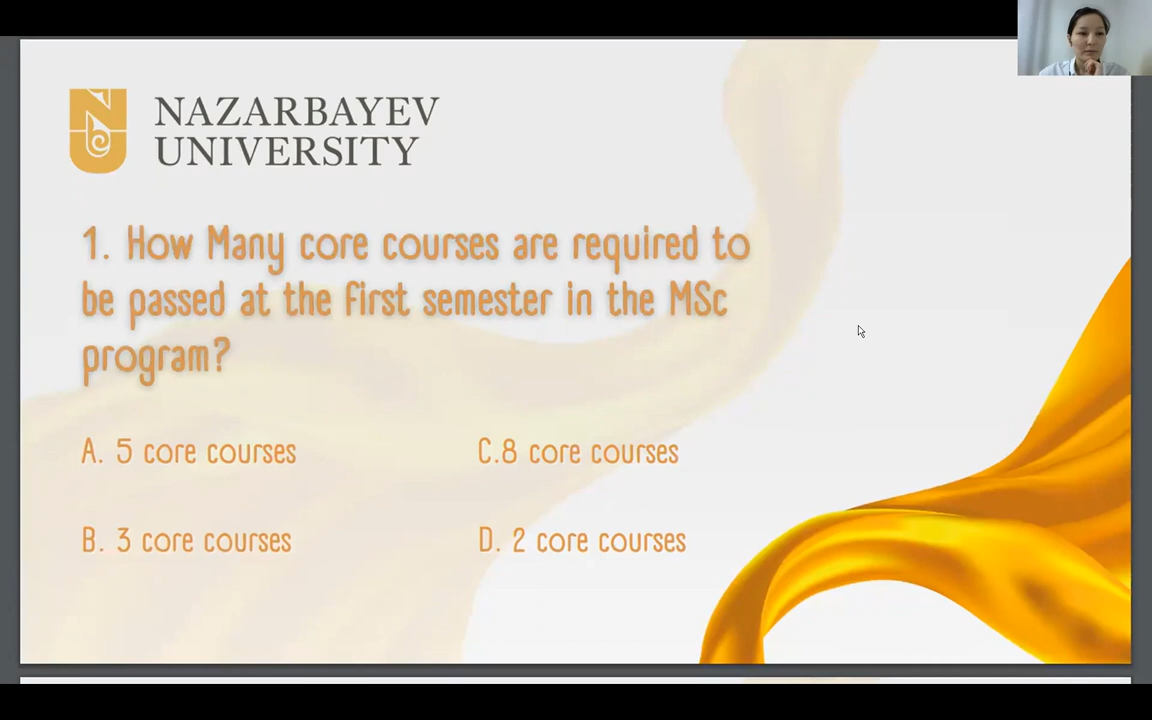 NAZARBAYEV
UNIVERSITY
1. How Many core courses are required to
be passed at the first semester in the MSc
program?
A. 5 core courses
C.8 core courses
B. 3 core courses
D. 2 core courses